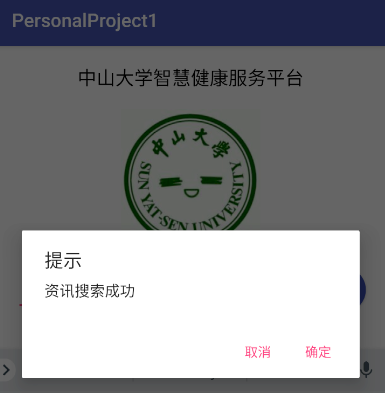 PersonalProject1
中山大学智慧健康服务平台
中山大学
SUN YAT-SEN UNIVERSITY
提示
资讯搜索成功
取消 确定